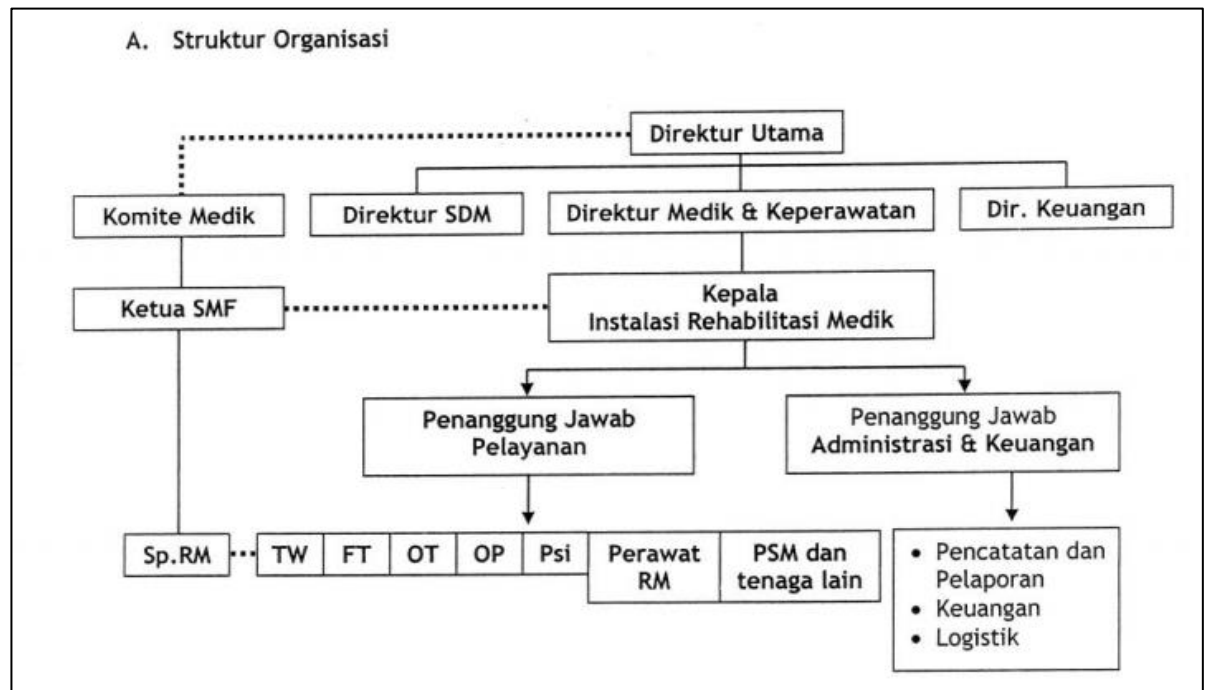 A. Struktur Organisasi
Direktur Utama
Komite Medik
Direktur SDM
Direktur Medik & Keperawatan
Dir. Keuangan
Ketua SMF
Kepala
Instalasi Rehabilitasi Medik
Penanggung Jawab
Pelayanan
Penanggung Jawab
Administrasi & Keuangan
Sp.RM
TW
FT
OT
OP
Psi
Perawat
RM
PSM dan
tenaga lain
• Pencatatan dan
Pelaporan
• Keuangan
• Logistik